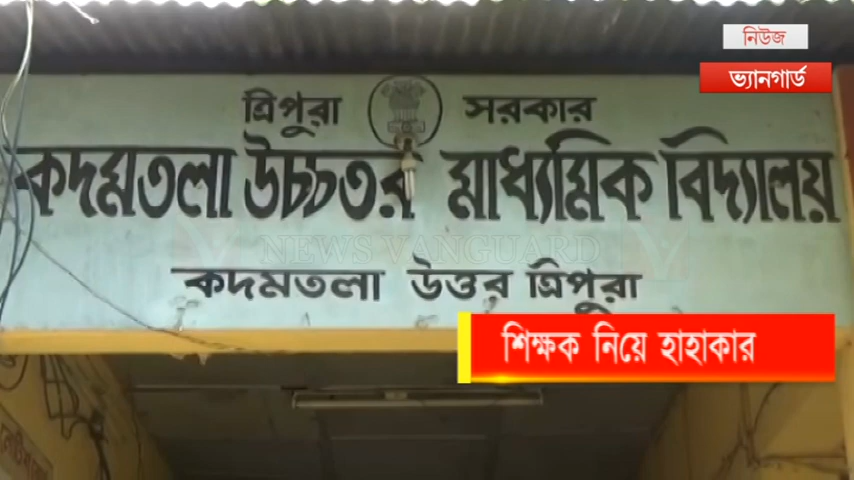 নিউজ
ভ্যানগার্ড
ত্রিপুরা সরকার
কদমতলা উচ্চতর মাধ্যমিক বিদ্যালয়
NEWS VANGUARD
কদমতলা উত্তর ত্রিপুরা
শিক্ষক নিয়ে হাহাকার